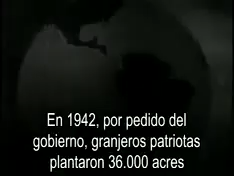 En 1942, por pedido del
gobierno, granjeros patriotas
plantaron 36.000 acres